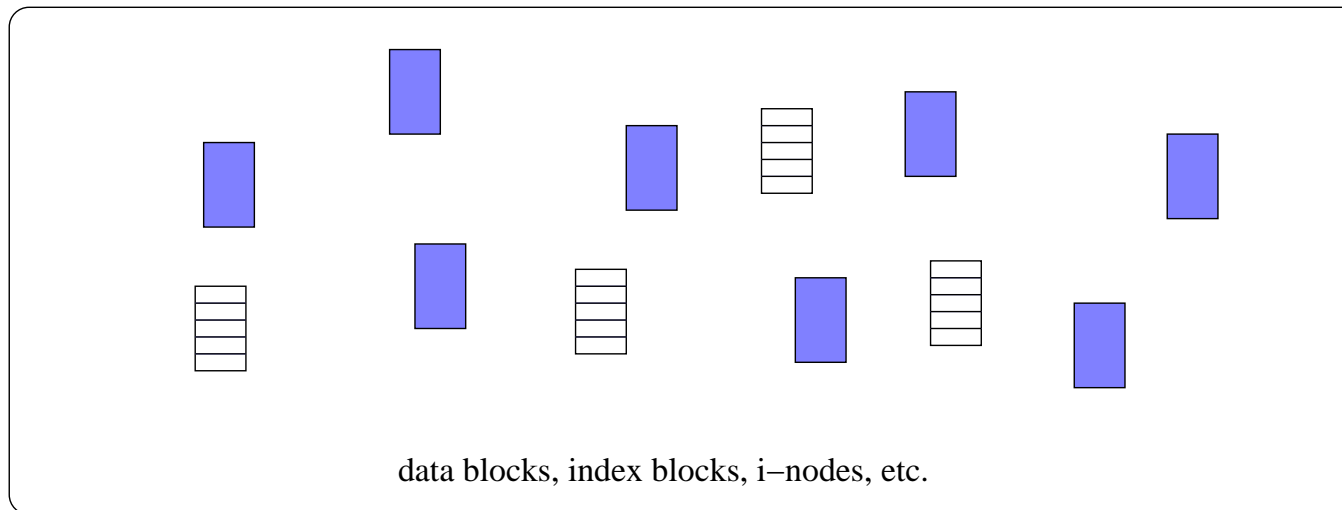 data blocks, index blocks, i−nodes, etc.